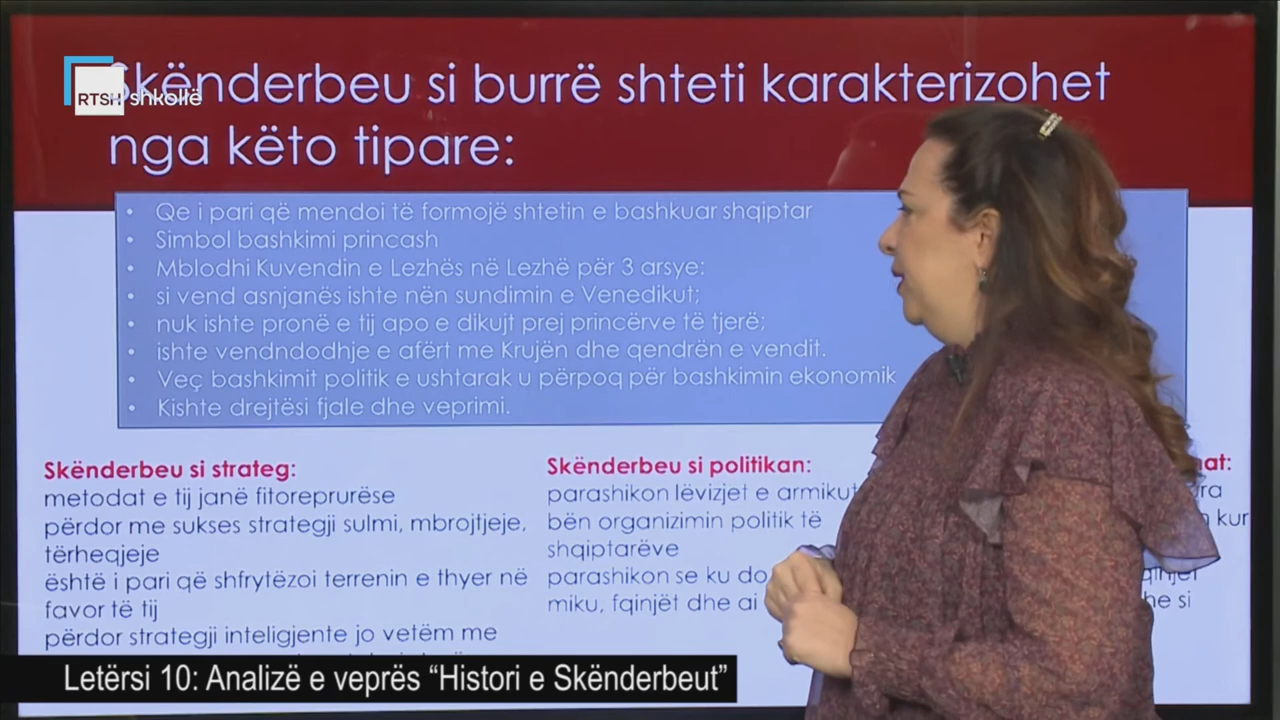 Skënderbeu si burrë shteti karakterizohet
nga këto tipare:
RTSH shkollë
• Qe i pari që mendoi të formojë shtetin e bashkuar shqiptar
• Simbol bashkimi princash
• Mblodhi Kuvendin e Lezhës në Lezhë për 3 arsye:
• si vend asnjanës ishte nën sundimin e Venedikut;
• nuk ishte pronë e tij apo e dikujt prej princërve të tjerë;
• ishte vendndodhje e afërt me Krujën dhe qendrën e vendit.
• Veç bashkimit politik e ushtarak u përpoq për bashkimin ekonomik
• Kishte drejtësi fjale dhe veprimi.
Skënderbeu si strateg:
metodat e tij janë fitoreprurëse
përdor me sukses strategji sulmi, mbrojtjeje,
tërheqjeje
është i pari që shfrytëzoi terrenin e thyer në
favor të tij
përdor strategji inteligjente jo vetëm me
Skënderbeu si politikan:
parashikon lëvizjet e armikut
bën organizimin politik të
shqiptarëve
parashikon se ku do
miku, fqinjët dhe ai
kur
si
Letërsi 10: Analizë e veprës “Histori e Skënderbeut”